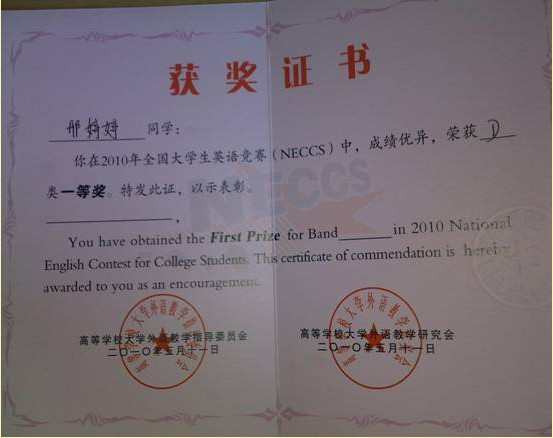 获奖证书
邢婷婷 同学：
你在2010年全国大学生英语竞赛（NECCS）中，成绩优异，荣获 D
类一等奖。特发此证，以示表彰。
NECCS
,
You have obtained the First Prize for Band in 2010 National
English Contest for College Students. This certificate of commendation is hereby
awarded to you as an encouragement.
高等学校大学外语教学指导委员会
二〇一〇年五月十一日
高等学校大学外语教学研究会
二〇一〇年五月十一日